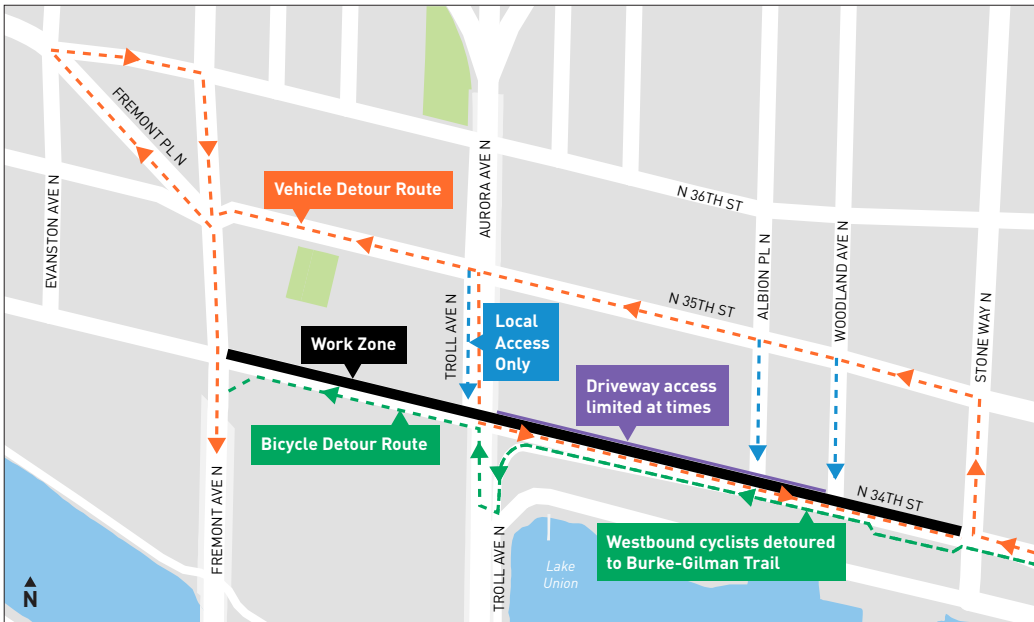 FREMONT PL N
EVANSTON AVE N
Vehicle Detour Route
AURORA AVE N
N 36TH ST
ALBION PL N
WOODLAND AVE N
N 35TH ST
STONE WAY N
TROLL AVE N
Local
Access
Only
Work Zone
Driveway access
limited at times
Bicycle Detour Route
N 34TH ST
FREMONT AVE N
Westbound cyclists detoured
to Burke-Gilman Trail
TROLL AVE N
Lake
Union
N